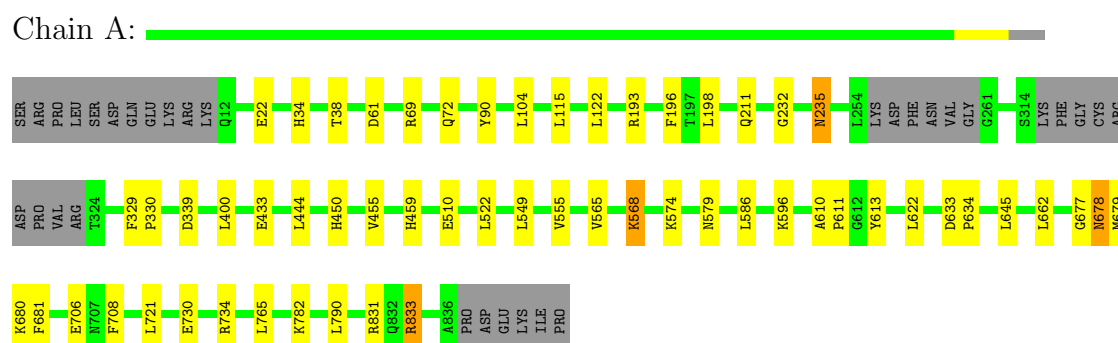 Chain A:
SER ARG PRO LEU SER ASP GLN GLU LYS ARG LYS Q12 E22 H34 T38 D61 R69 Q72 Y90 L104 L115 L122 R193 F196 T197 L198 Q211 G232 N235 L254 LYS ASP PHE ASN VAL GLY G261 S314 LYS PHE GLY CYS ARG
ASP PRO VAL ARG T324 F329 P330 D339 L400 E433 L444 H450 V455 H459 E510 L522 L549 V555 V565 K568 K574 N579 L586 K596 A610 P611 G612 Y613 L622 D633 P634 L645 L662 G677 N678 M679
K680 F681 E706 N707 F708 L721 E730 R734 L765 K782 L790 R831 Q832 R833 A836 PRO ASP GLU LYS ILE PRO